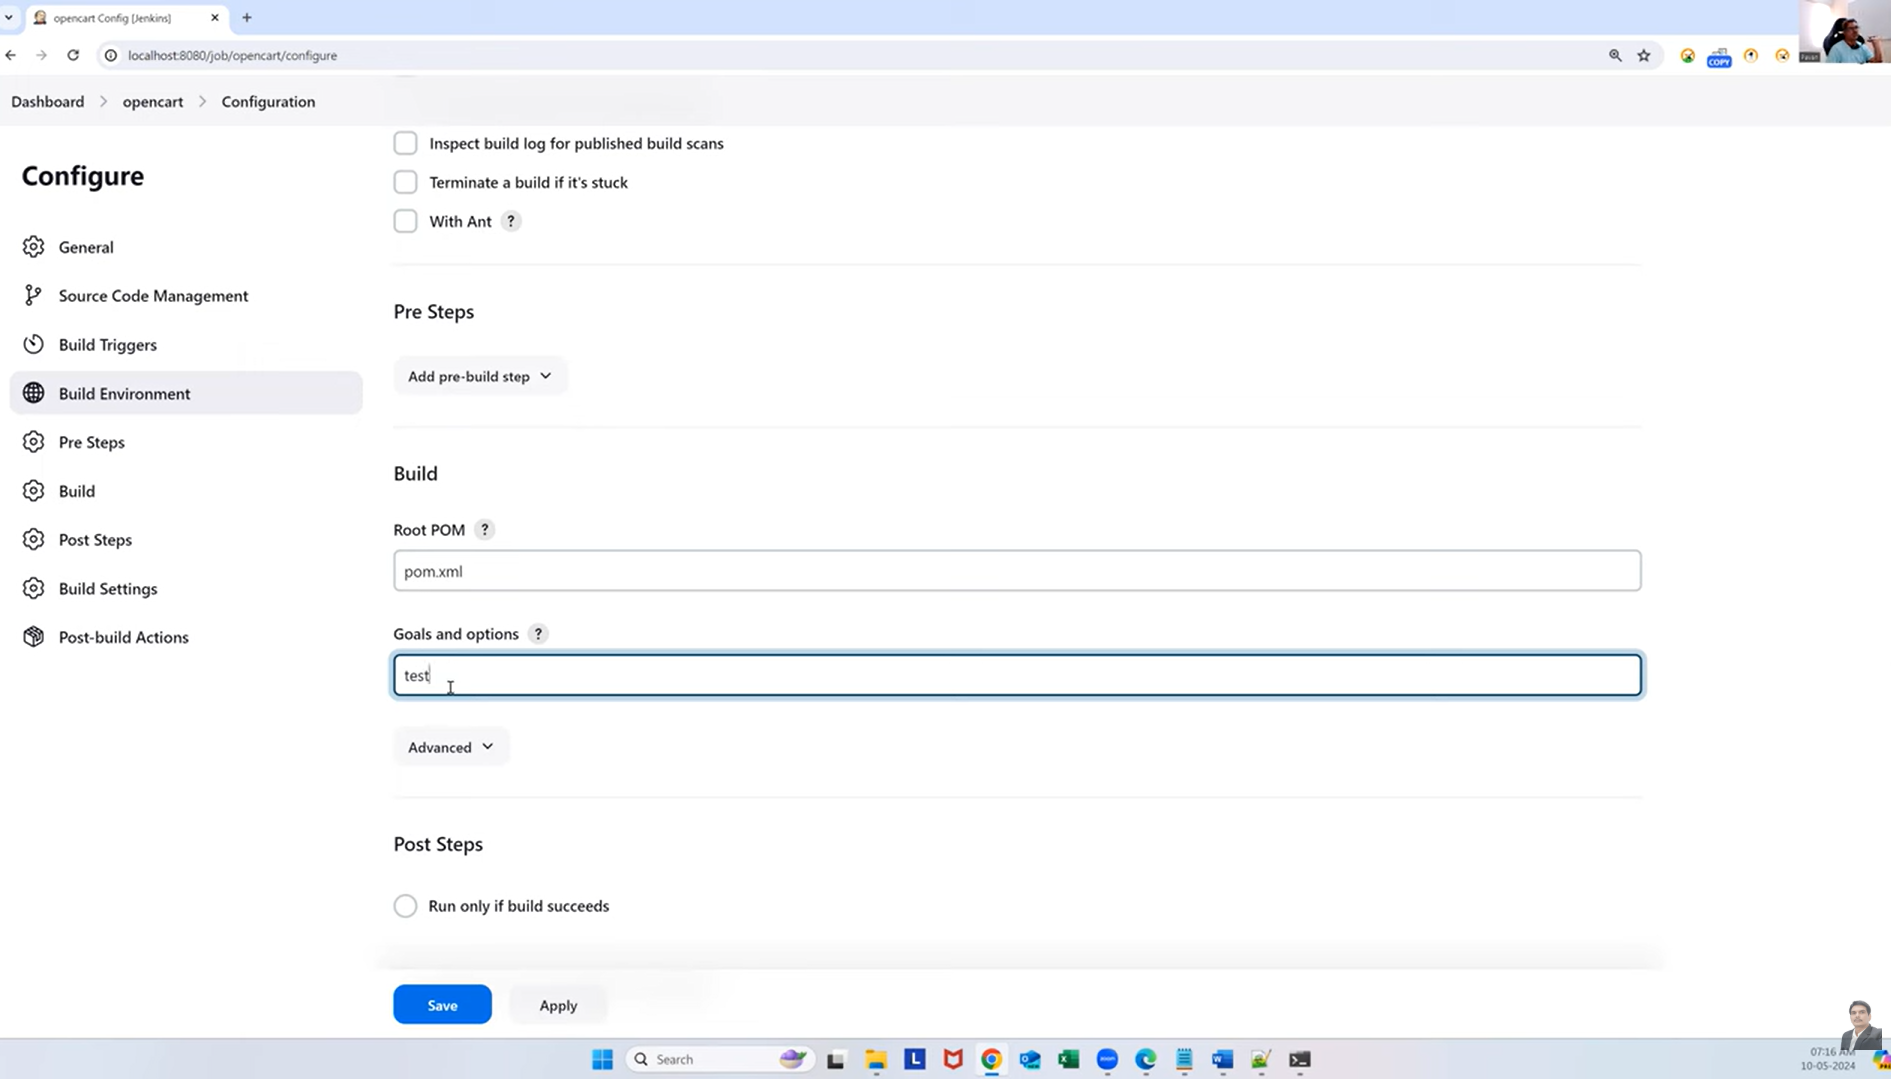 opencart Config [Jenkins]
localhost:8080/job/opencart/configure
COPY
Dashboard > opencart > Configuration
Inspect build log for published build scans
Configure
Terminate a build if it's stuck
With Ant ?
General
Source Code Management
Pre Steps
Build Triggers
Add pre-build step
Build Environment
Pre Steps
Build
Build
Root POM ?
Post Steps
pom.xml
Build Settings
Goals and options ?
Post-build Actions
test
Advanced
Post Steps
Run only if build succeeds
Save
Apply
Search
L
07:16 AM
10-05-2024